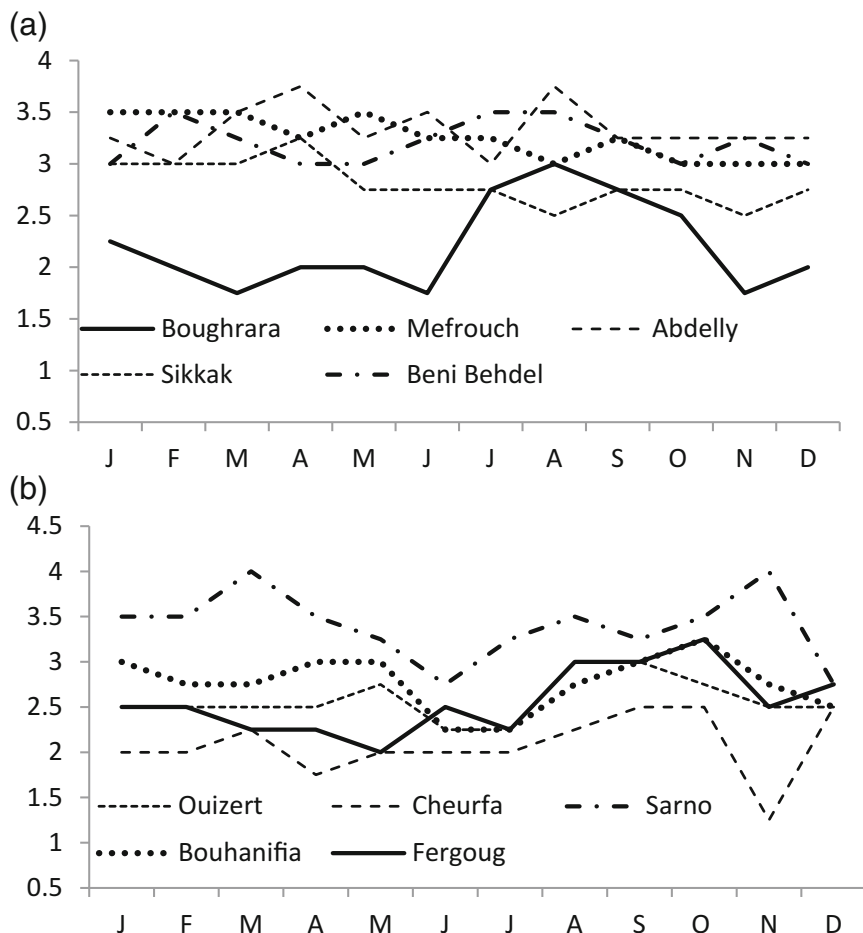 (a)
4
3.5
3
2.5
2
1.5
1
0.5
Boughrara Mefrouch Abdelly
Sikkak Beni Behdel
J F M A M J J A S O N D
(b)
4.5
4
3.5
3
2.5
2
1.5
1
0.5
Ouizert Cheurfa Sarno
Bouhanifia Fergoug
J F M A M J J A S O N D